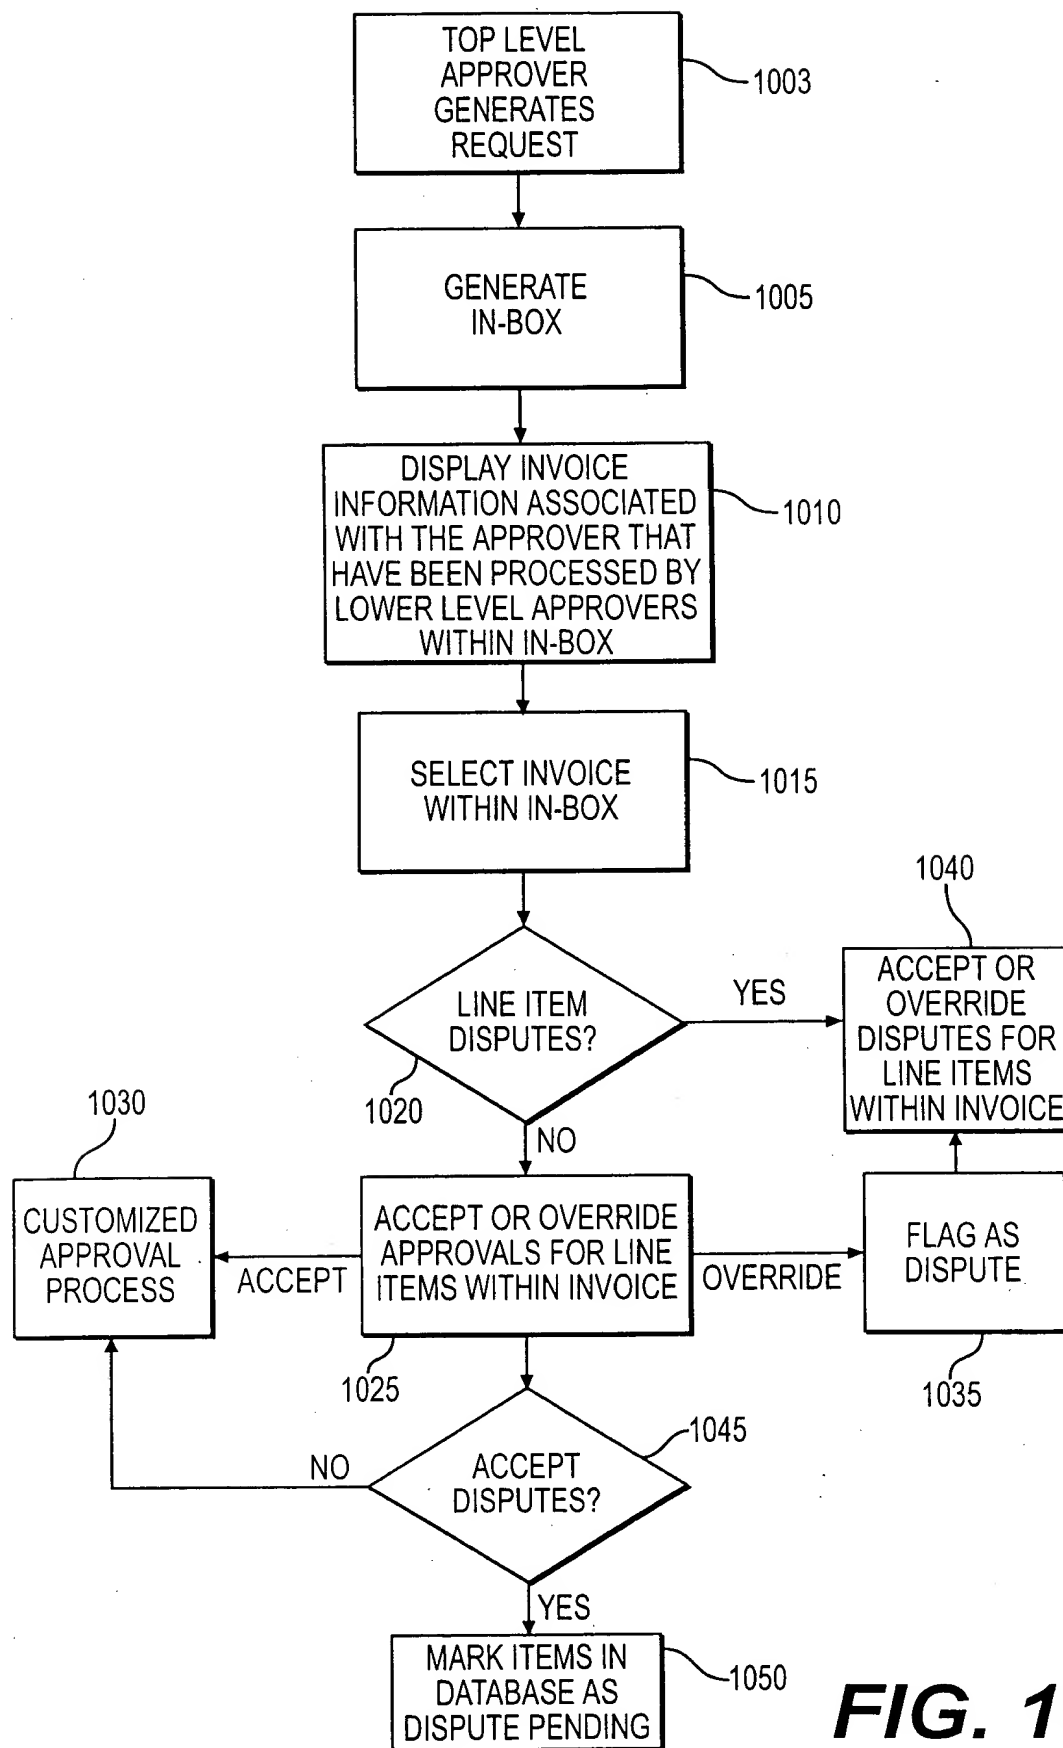 TOP LEVEL
APPROVER
GENERATES
REQUEST
1003
GENERATE
IN-BOX
1005
DISPLAY INVOICE
INFORMATION ASSOCIATED
WITH THE APPROVER THAT
HAVE BEEN PROCESSED BY
LOWER LEVEL APPROVERS
WITHIN IN-BOX
1010
SELECT INVOICE
WITHIN IN-BOX
1015
LINE ITEM
DISPUTES?
1020
YES
NO
1040
ACCEPT OR
OVERRIDE
DISPUTES FOR
LINE ITEMS
WITHIN INVOICE
1030
CUSTOMIZED
APPROVAL
PROCESS
ACCEPT
ACCEPT OR OVERRIDE
APPROVALS FOR LINE
ITEMS WITHIN INVOICE
1025
OVERRIDE
FLAG AS
DISPUTE
1035
ACCEPT
DISPUTES?
1045
NO
YES
MARK ITEMS IN
DATABASE AS
DISPUTE PENDING
1050
FIG. 1